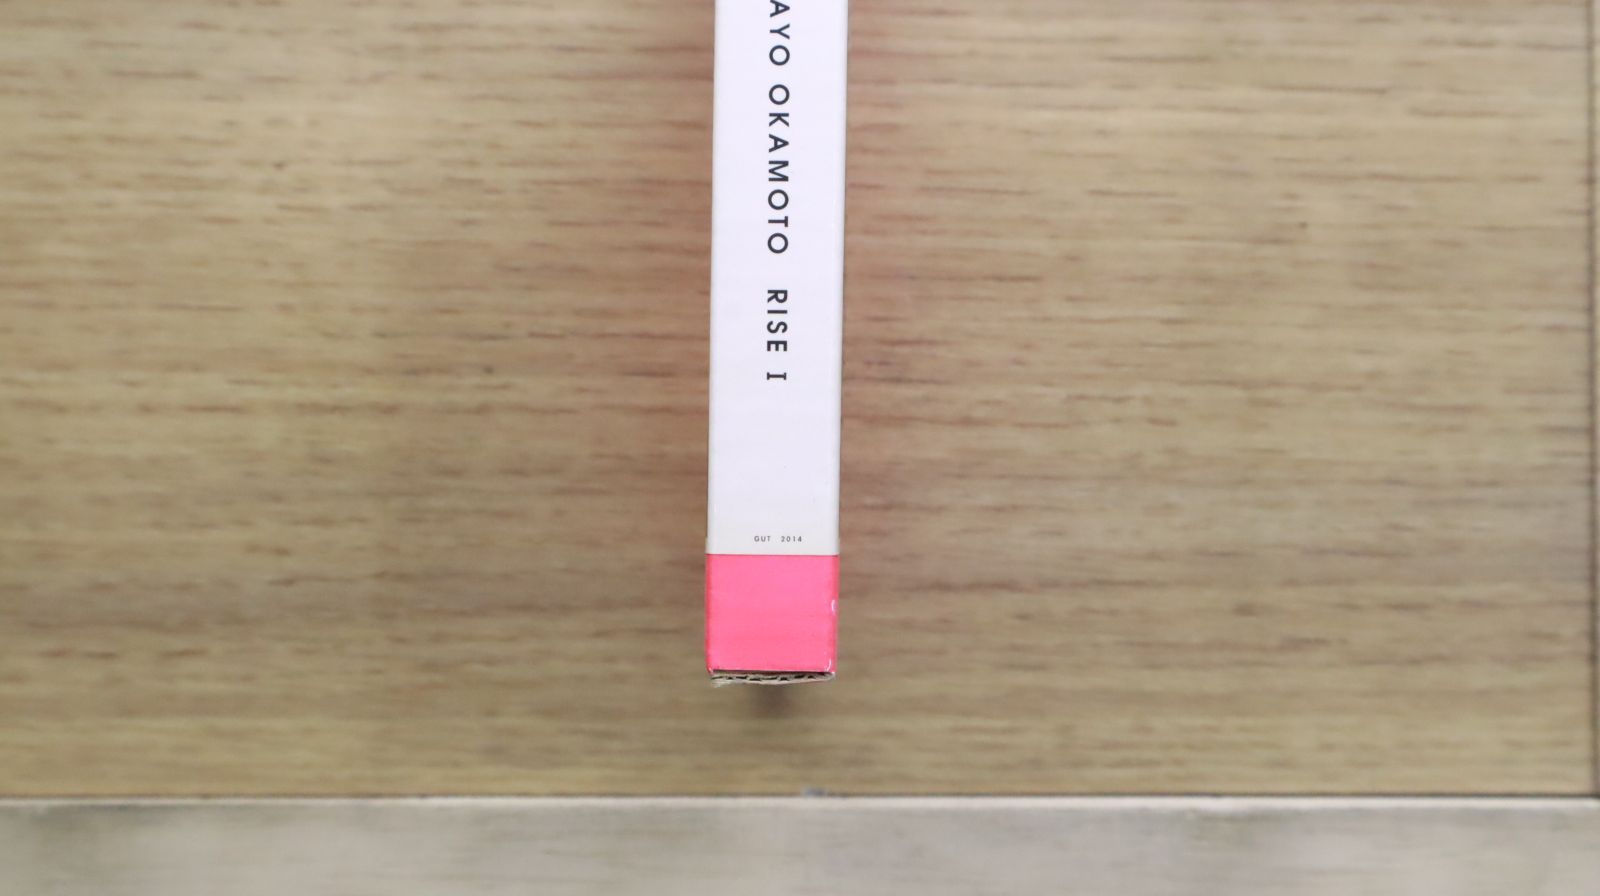 AYO OKAMOTO RISE I
GUT 2014